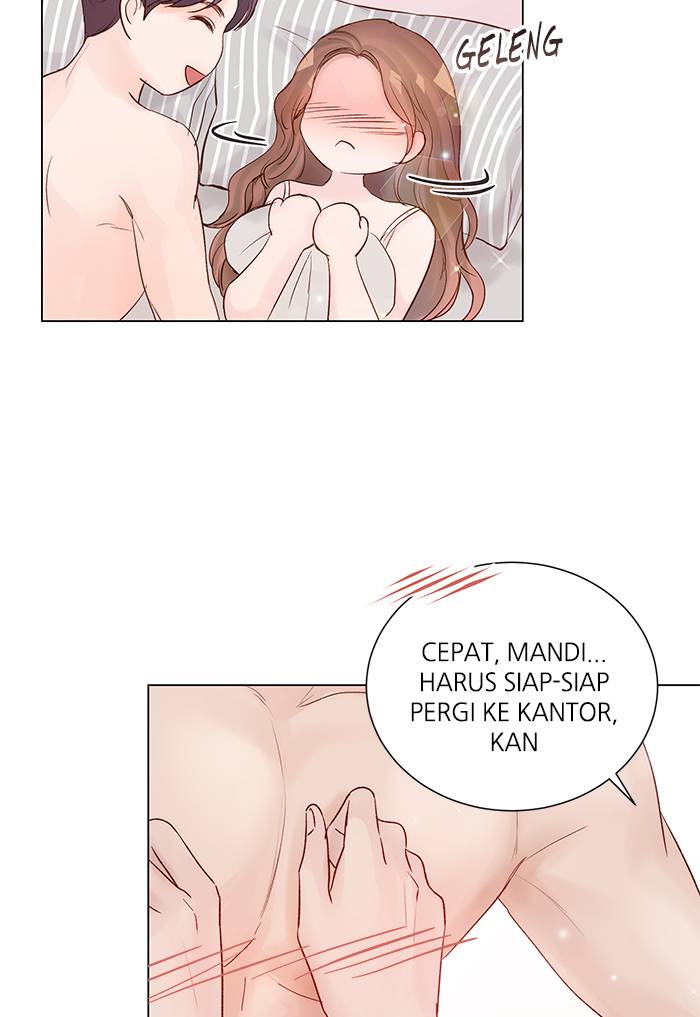 GELENG
CEPAT, MANDI...
HARUS SIAP-SIAP
PERGI KE KANTOR,
KAN